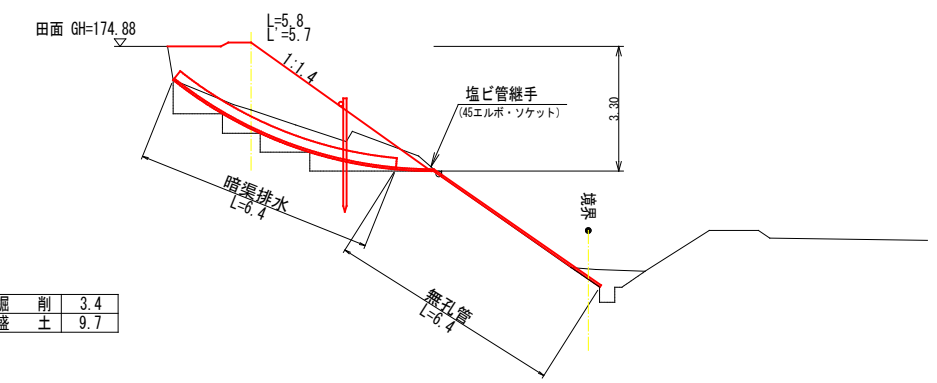 田面 GH=174.88
L=5.8
L'=5.7
1:1.4
塩ビ管継手
(45エルボ・ソケット)
3.30
暗渠排水
L=6.4
境界
無孔管
L=6.4
掘 削 3.4
盛 土 9.7